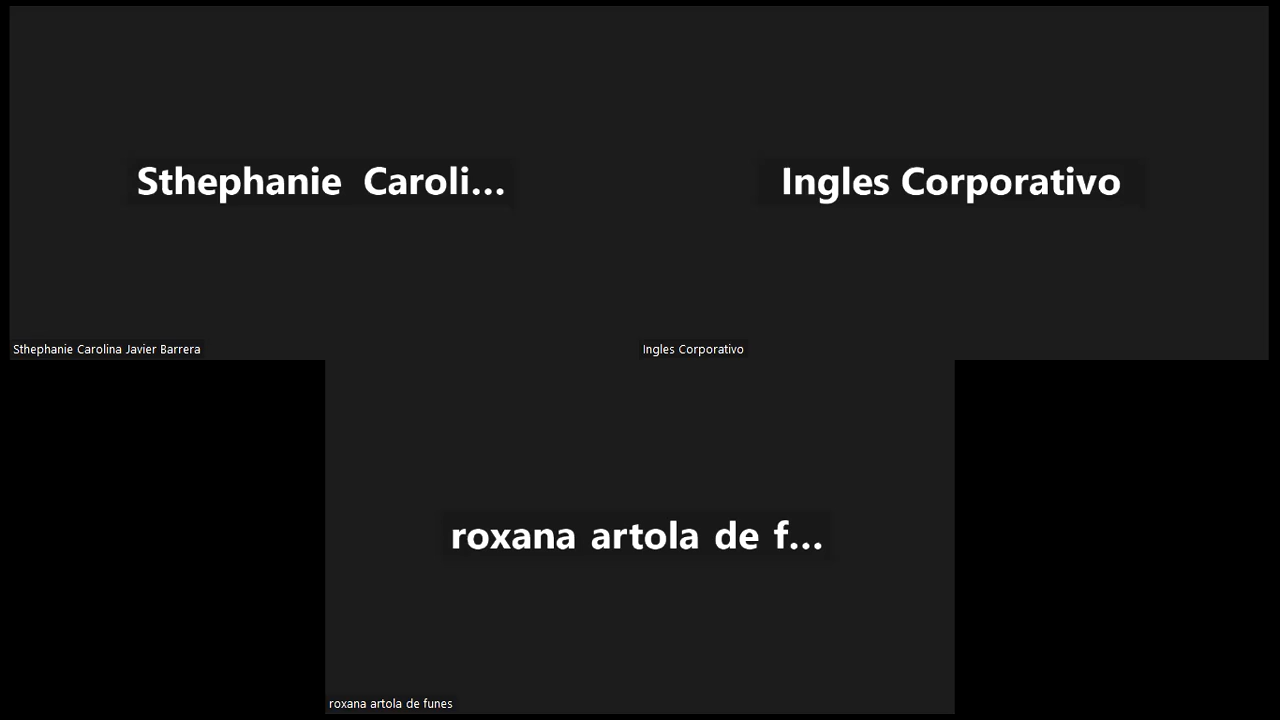 Sthephanie Caroli...
Ingles Corporativo
Sthephanie Carolina Javier Barrera
Ingles Corporativo
roxana artola de f...
roxana artola de funes